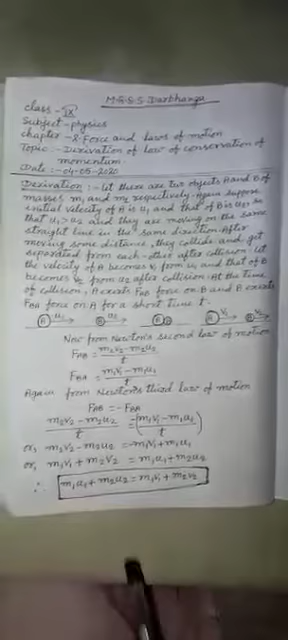 M.G.S.S Darbhanga
class - IX
Subject - physics
chapter - 2 Force and Laws of motion
Topic - Derivation of Law of conservation of
momentum.
Date :- 04-05-2020
Derivation :- let there are two objects A and B of
masses m₁ and m₂ respectively. Again suppose
initial velocity of A is u₁ and that of B is u₂, so
that u₁ > u₂ and they are moving on the same
straight line in the same direction. After
moving some distance, they collide and get
separated from each-other after collision. Let
the velocity of A becomes v₁ from u₁ and that of B
becomes v₂ from u₂ after collision. At the time
of collision, A exerts FAB force on B and B exerts
FBA force on A for a short time t.
A u₁ B u₂ A B A v₁ B v₂
Now from Newton's second law of motion
FAB = m₂v₂ - m₂u₂ / t
FBA = m₁v₁ - m₁u₁ / t
Again from Newton's third law of motion
FAB = - FBA
m₂v₂ - m₂u₂ / t = - (m₁v₁ - m₁u₁ / t)
or, m₂v₂ - m₂u₂ = - m₁v₁ + m₁u₁
or, m₁v₁ + m₂v₂ = m₁u₁ + m₂u₂
∴ m₁u₁ + m₂u₂ = m₁v₁ + m₂v₂